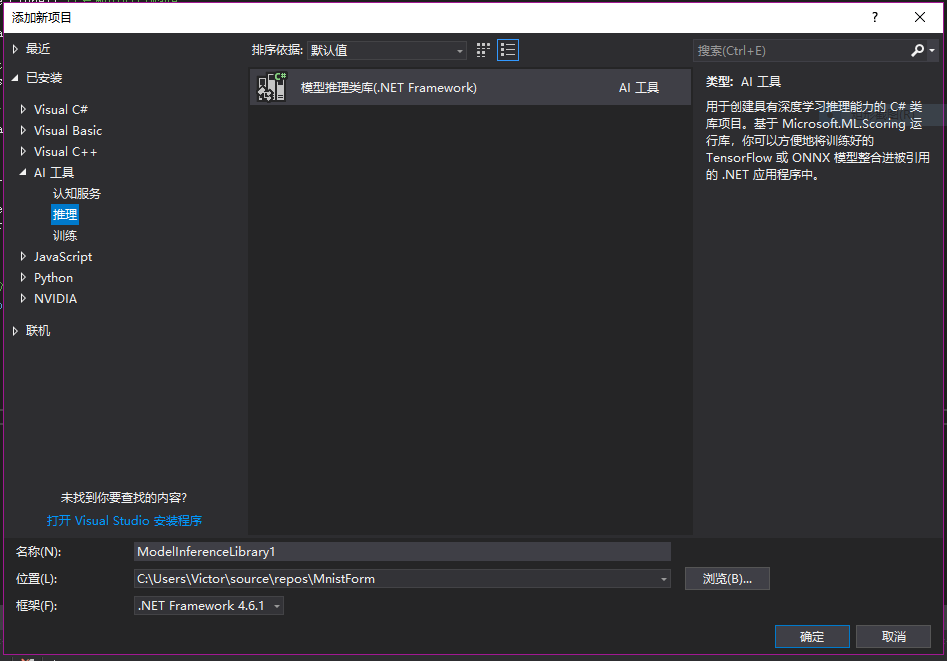 添加新项目
?
最近
已安装
Visual C#
Visual Basic
Visual C++
AI 工具
认知服务
推理
训练
JavaScript
Python
NVIDIA
联机
未找到你要查找的内容?
打开 Visual Studio 安装程序
排序依据: 默认值
C#
模型推理类库(.NET Framework) AI 工具
搜索(Ctrl+E)
类型: AI 工具
用于创建具有深度学习推理能力的 C# 类
库项目。基于 Microsoft.ML.Scoring 运
行库，你可以方便地将训练好的
TensorFlow 或 ONNX 模型整合进被引用
的 .NET 应用程序中。
名称(N): ModelInferenceLibrary1
位置(L): C:\Users\Victor\source\repos\MnistForm 浏览(B)...
框架(F): .NET Framework 4.6.1
确定 取消